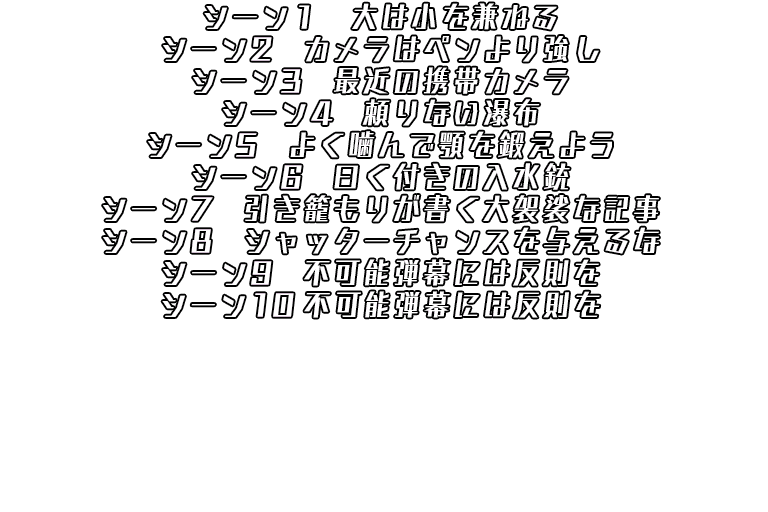 シーン1　大は小を兼ねる
シーン2　カメラはペンより強し
シーン3　最近の携帯カメラ
シーン4　頼りない瀑布
シーン5　よく噛んで顎を鍛えよう
シーン6　曰く付きの入水銃
シーン7　引き籠もりが書く大袈裟な記事
シーン8　シャッターチャンスを与えるな
シーン9　不可能弾幕には反則を
シーン10 不可能弾幕には反則を